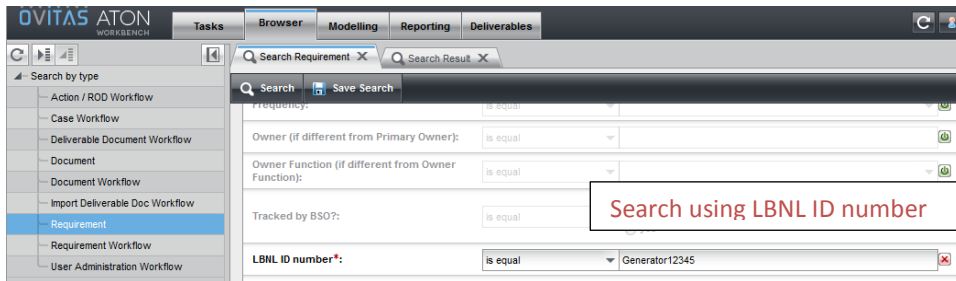 OVITAS ATON
WORKBENCH
Tasks
Browser
Modelling
Reporting
Deliverables
Search by type
Action / ROD Workflow
Case Workflow
Deliverable Document Workflow
Document
Document Workflow
Import Deliverable Doc Workflow
Requirement
Requirement Workflow
User Administration Workflow
Search Requirement X
Search Result X
Search
Save Search
Frequency:
is equal
Owner (if different from Primary Owner):
is equal
Owner Function (if different from Owner
Function):
is equal
Tracked by BSO?:
is equal
Search using LBNL ID number
LBNL ID number*:
is equal
Generator12345